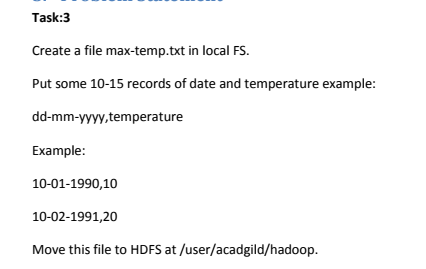 Task:3
Create a file max-temp.txt in local FS.
Put some 10-15 records of date and temperature example:
dd-mm-yyyy,temperature
Example:
10-01-1990,10
10-02-1991,20
Move this file to HDFS at /user/acadgild/hadoop.